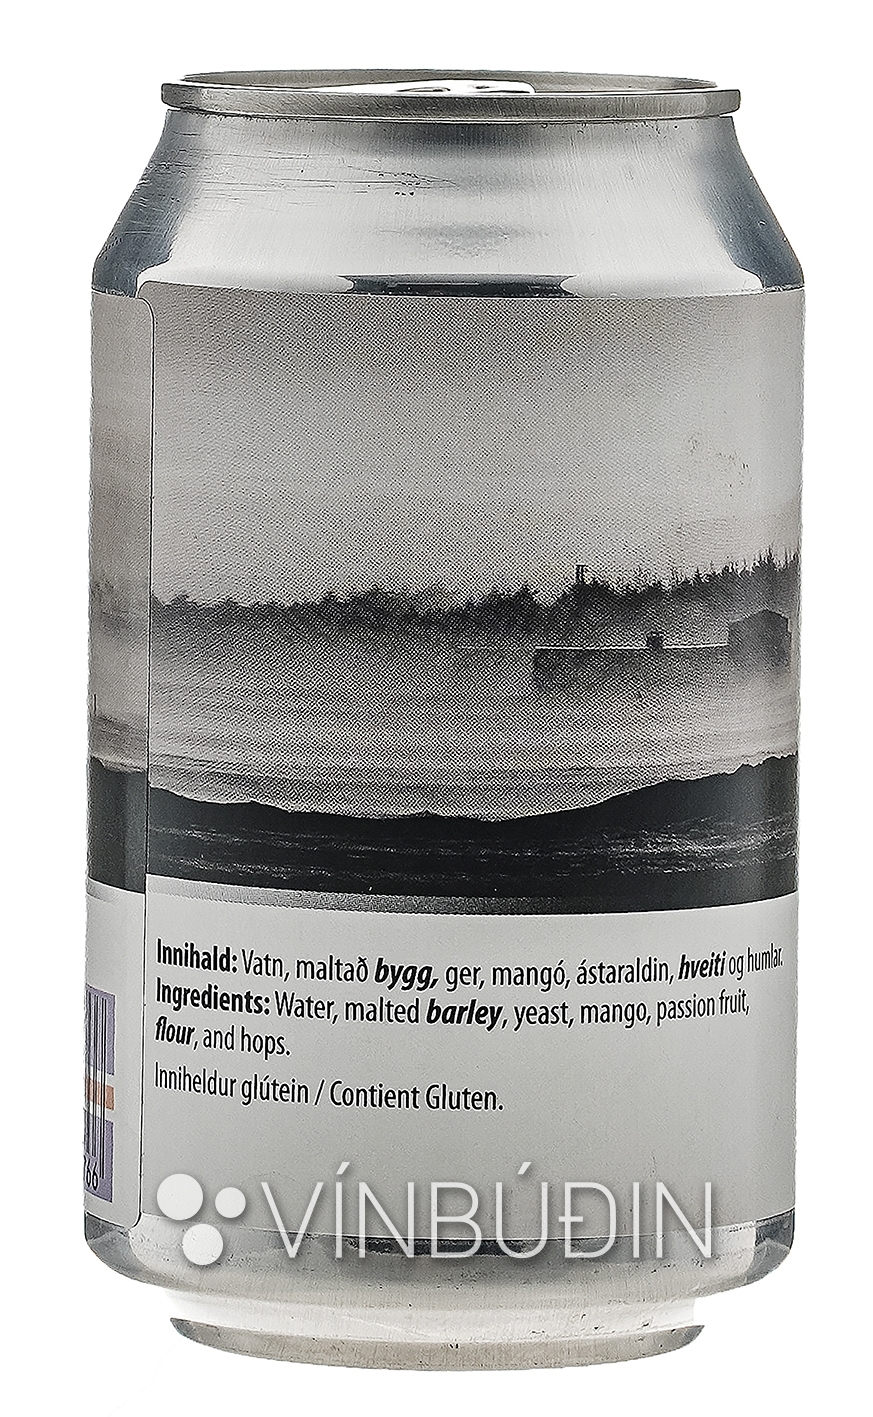 Innihald: Vatn, maltað bygg, ger, mangó, ástaraldin, hveiti og humlar.
Ingredients: Water, malted barley, yeast, mango, passion fruit,
flour, and hops.
Inniheldur glútein / Contient Gluten.
766
VÍNBÚÐIN